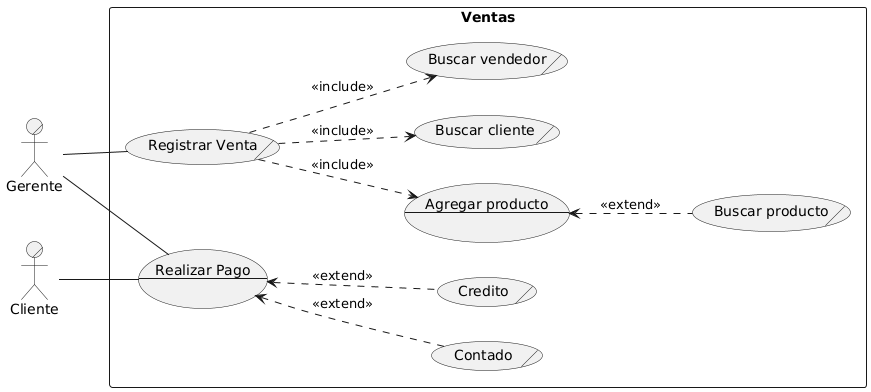 Ventas
Buscar vendedor
«include»
Buscar cliente
«include»
Registrar Venta
«include»
Gerente
Agregar producto
«extend»
Buscar producto
Realizar Pago
«extend»
Credito
«extend»
Cliente
Contado